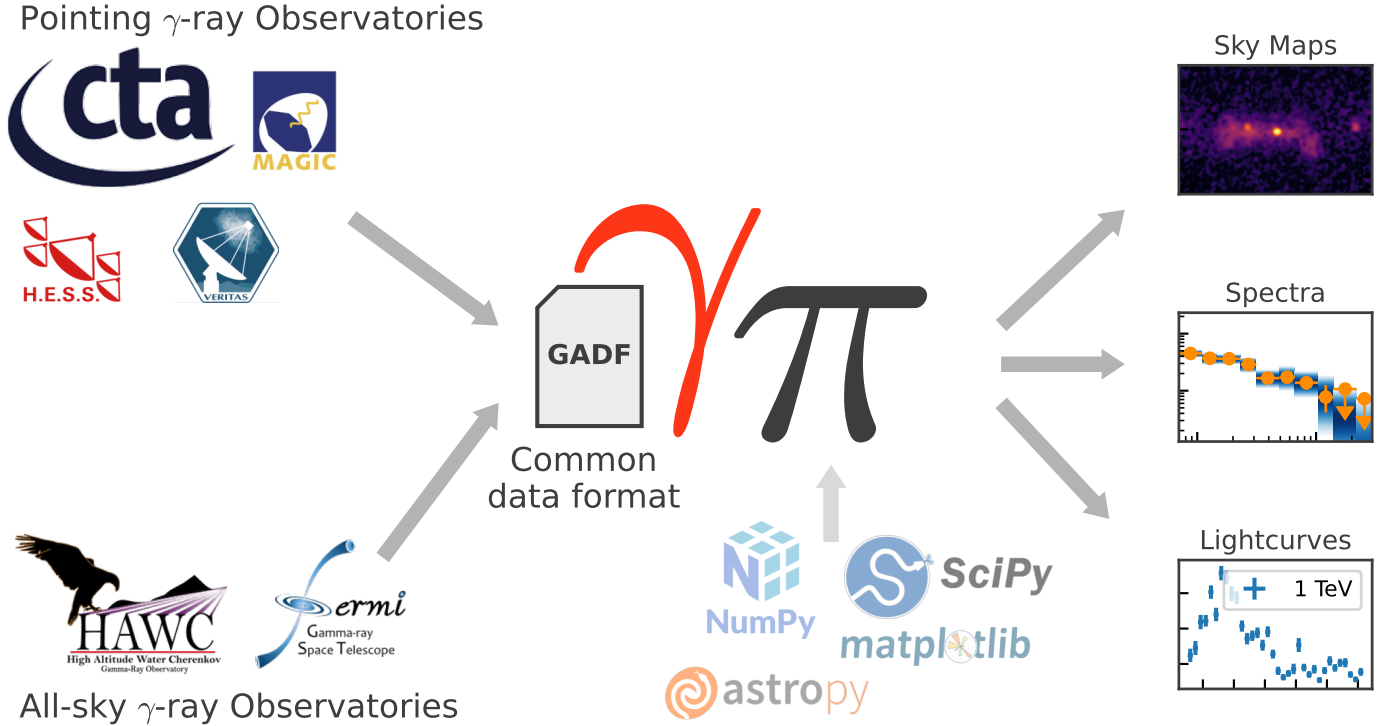 Pointing γ-ray Observatories
cta
MAGIC
H.E.S.S.
VERITAS
GADF
Common
data format
γπ
HAWC
High Altitude Water Cherenkov
Gamma-Ray Observatory
Fermi
Gamma-ray
Space Telescope
All-sky γ-ray Observatories
NumPy
SciPy
matplotlib
astropy
Sky Maps
Spectra
Lightcurves
1 TeV